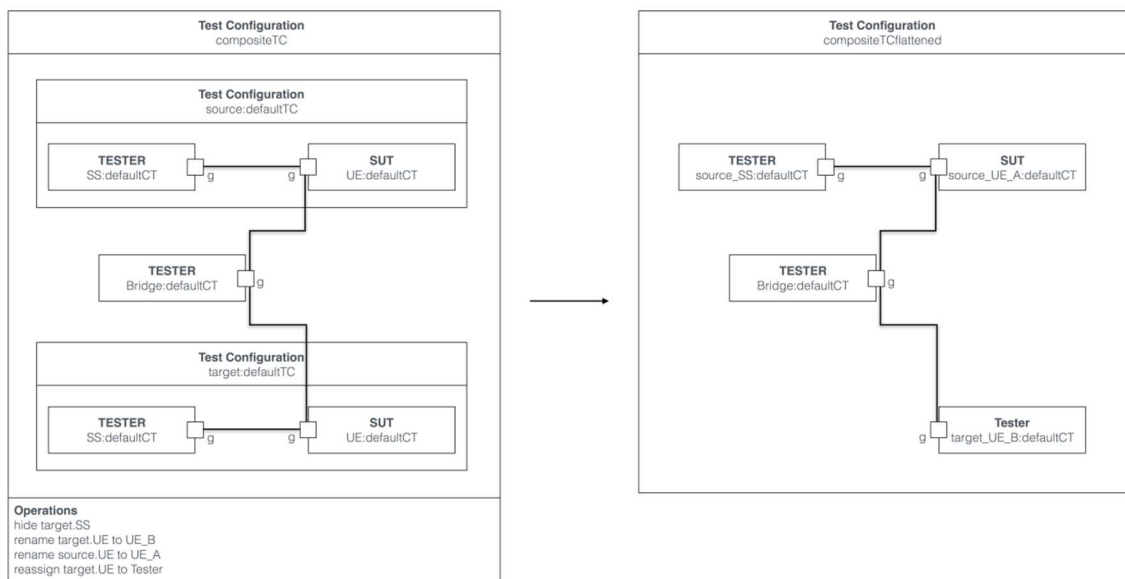 Test Configuration
compositeTC
Test Configuration
source:defaultTC
TESTER
SS:defaultCT
g
g
SUT
UE:defaultCT
TESTER
Bridge:defaultCT
g
Test Configuration
target:defaultTC
TESTER
SS:defaultCT
g
g
SUT
UE:defaultCT
Operations
hide target.SS
rename target.UE to UE_B
rename source.UE to UE_A
reassign target.UE to Tester
Test Configuration
compositeTCflattened
TESTER
source_SS:defaultCT
g
g
SUT
source_UE_A:defaultCT
TESTER
Bridge:defaultCT
g
g
Tester
target_UE_B:defaultCT